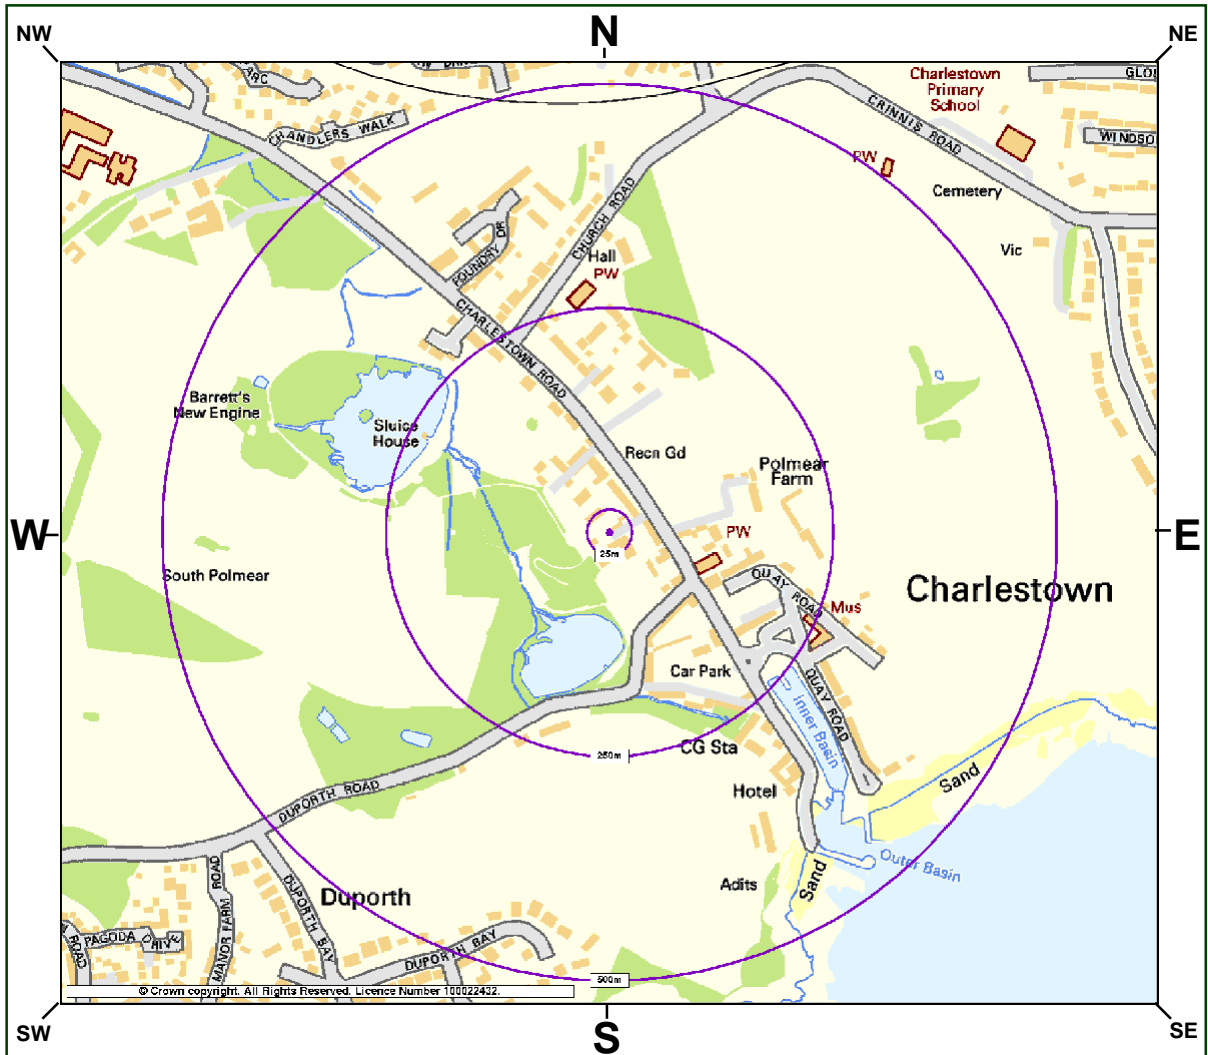 NW
N
NE
ARC
Charlestown
Primary
School
CRINNIS ROAD
CHANDLERS WALK
PW
Cemetery
CHURCH ROAD
FOUNDRY DR
Hall
PW
Vic
CHARLESTOWN ROAD
Barrett's
New Engine
Sluice
House
Recn Gd
Polmear
Farm
W
E
PW
25m
South Polmear
QUAY ROAD
Charlestown
Mus
Car Park
QUAY ROAD
Inner Basin
CG Sta
250m
Sand
Hotel
DUPORTH ROAD
Outer Basin
Sand
Adits
Duporth
ROAD
MANOR FARM
DUPORTH BAY
PAGODA DRIVE
ROAD
DUPORTH BAY
500m
© Crown copyright. All Rights Reserved. Licence Number 100022432.
SW
S
SE